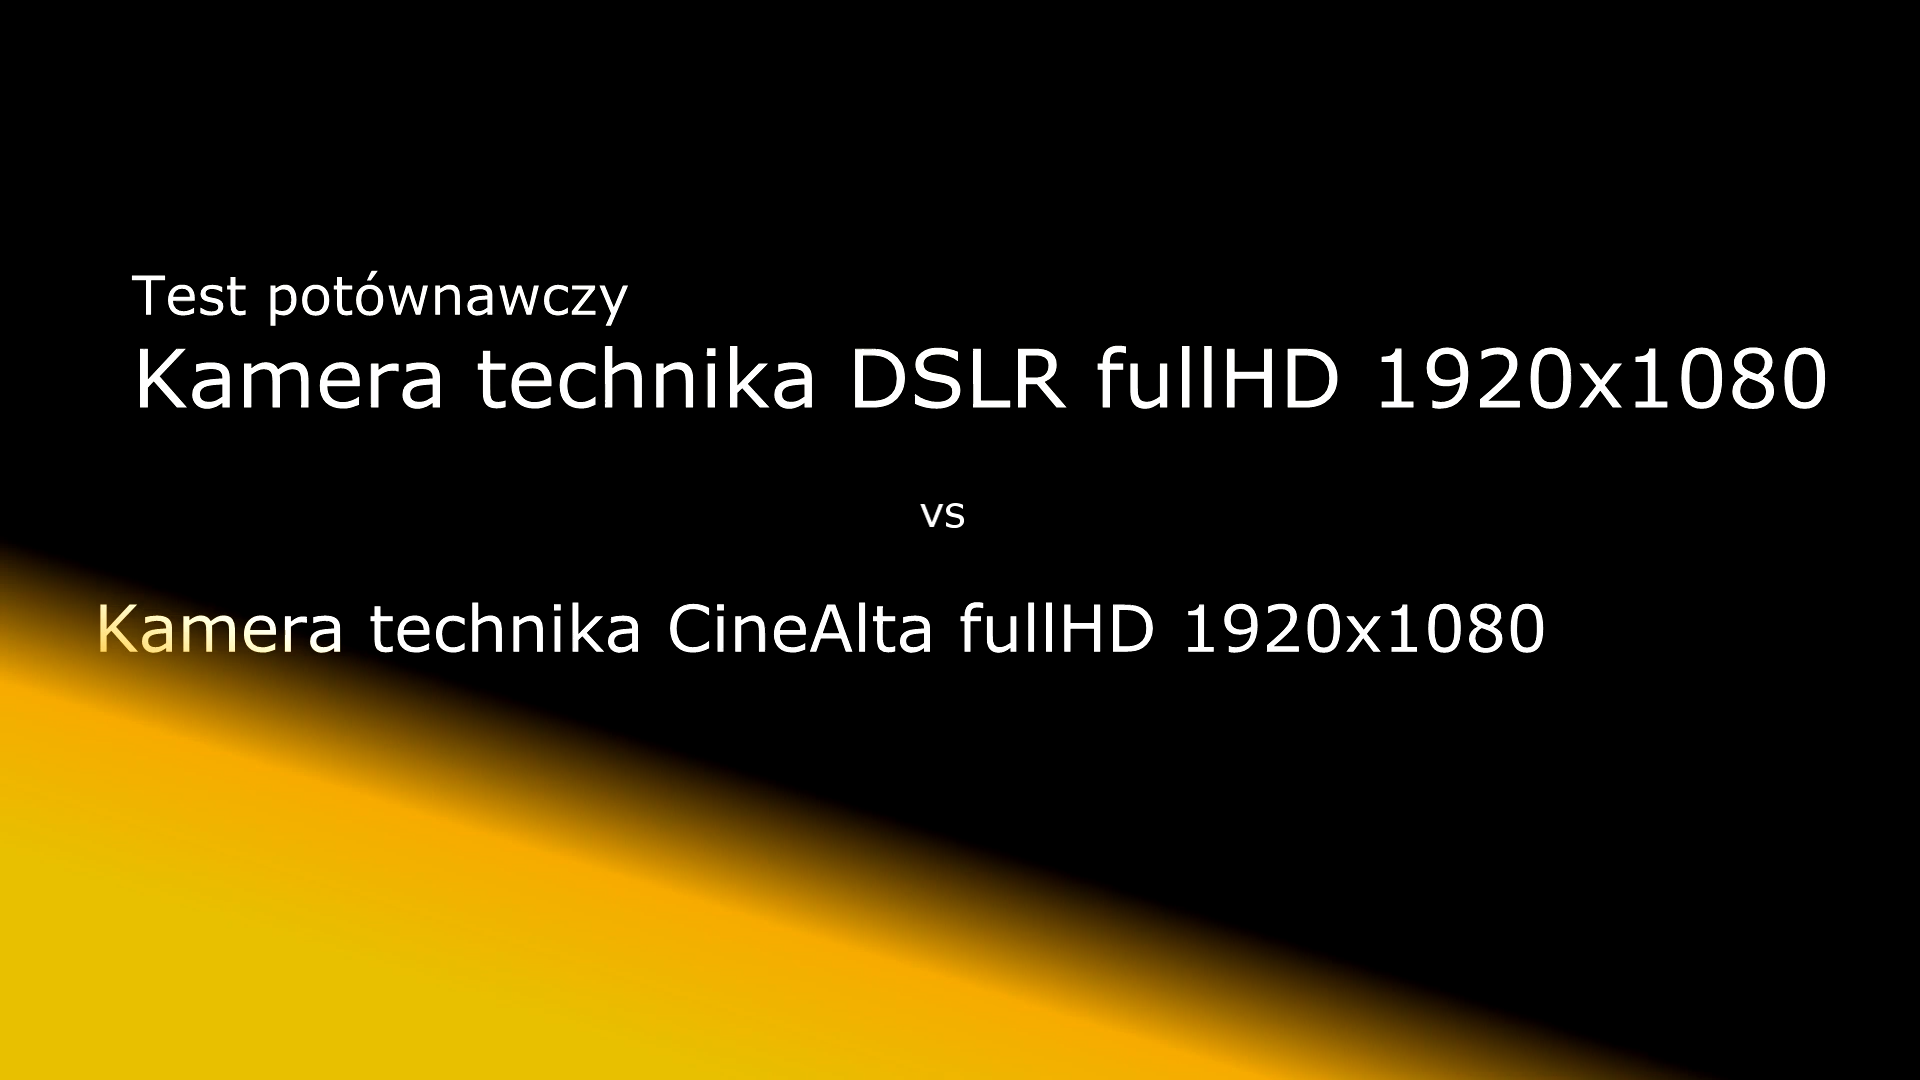 Test potównawczy
Kamera technika DSLR fullHD 1920x1080
vs
Kamera technika CineAlta fullHD 1920x1080